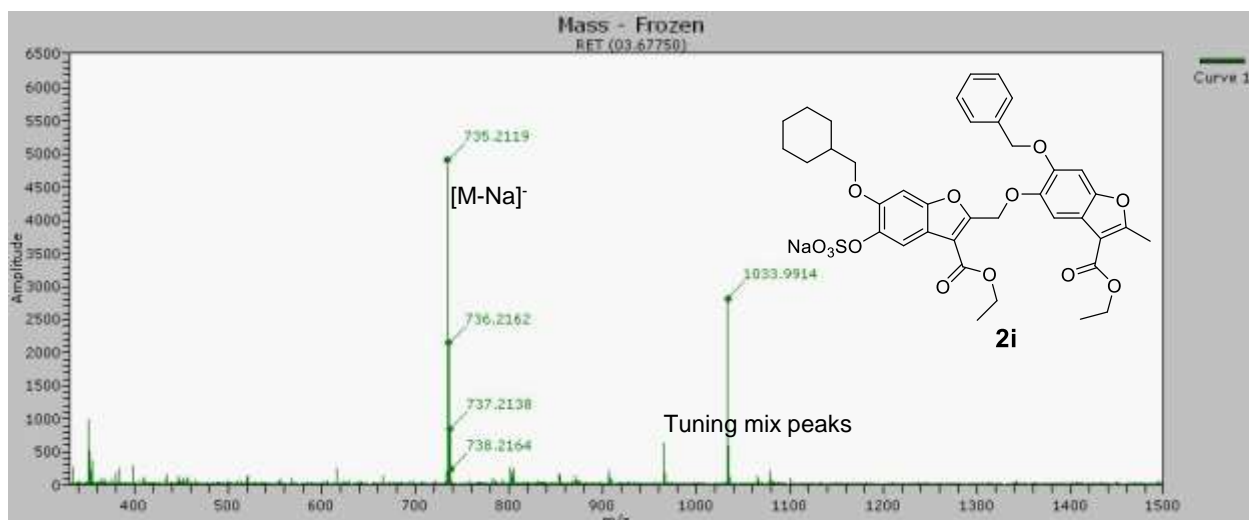 Mass - Frozen
RET (03.67750)
Curve 1
Amplitude
6500
6000
5500
5000
4500
4000
3500
3000
2500
2000
1500
1000
500
0
735.2119
[M-Na]-
736.2162
737.2138
738.2164
1033.9914
Tuning mix peaks
O
O
O
O
O
O
NaO3SO
O
O
O
O
2i
400
500
600
700
800
900
1000
1100
1200
1300
1400
1500
m/z